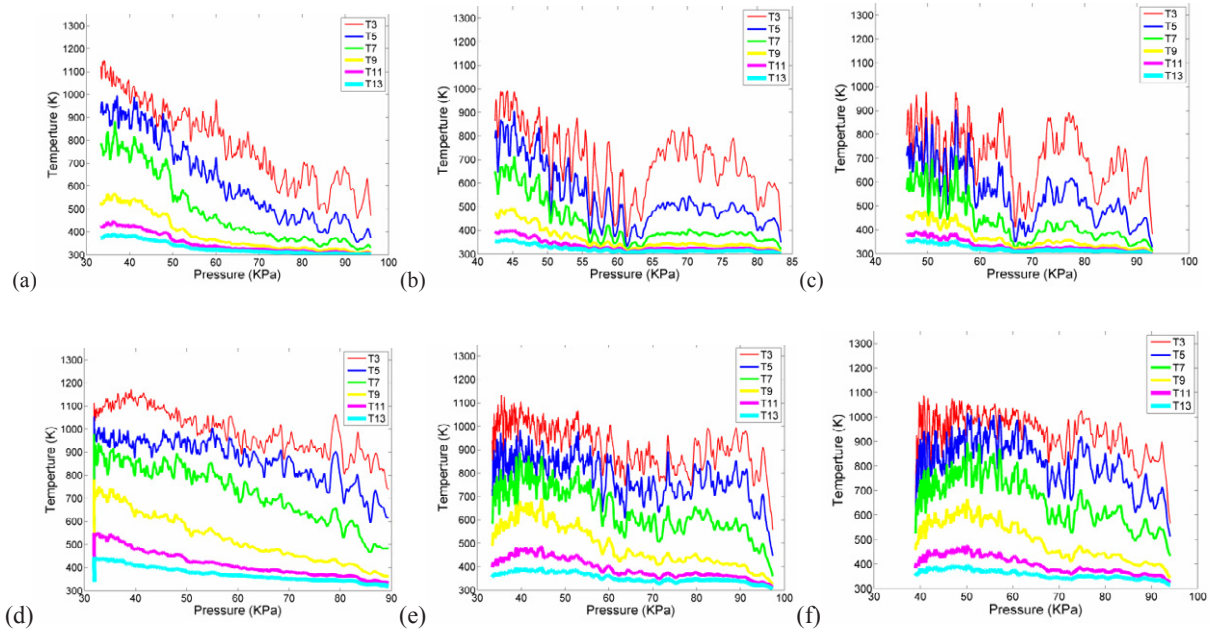 (a)
1300
1200
1100
1000
900
800
700
600
500
400
300
Temperture (K)
30 40 50 60 70 80 90 100
Pressure (KPa)
T3
T5
T7
T9
T11
T13
(b)
1300
1200
1100
1000
900
800
700
600
500
400
300
Temperture (K)
45 50 55 60 65 70 75 80 85
Pressure (KPa)
T3
T5
T7
T9
T11
T13
(c)
1300
1200
1100
1000
900
800
700
600
500
400
300
Temperture (K)
40 50 60 70 80 90 100
Pressure (KPa)
T3
T5
T7
T9
T11
T13
(d)
1300
1200
1100
1000
900
800
700
600
500
400
300
Temperture (K)
30 40 50 60 70 80 90
Pressure (KPa)
T3
T5
T7
T9
T11
T13
(e)
1300
1200
1100
1000
900
800
700
600
500
400
300
Temperture (K)
30 40 50 60 70 80 90 100
Pressure (KPa)
T3
T5
T7
T9
T11
T13
(f)
1300
1200
1100
1000
900
800
700
600
500
400
300
Temperture (K)
30 40 50 60 70 80 90 100
Pressure (KPa)
T3
T5
T7
T9
T11
T13